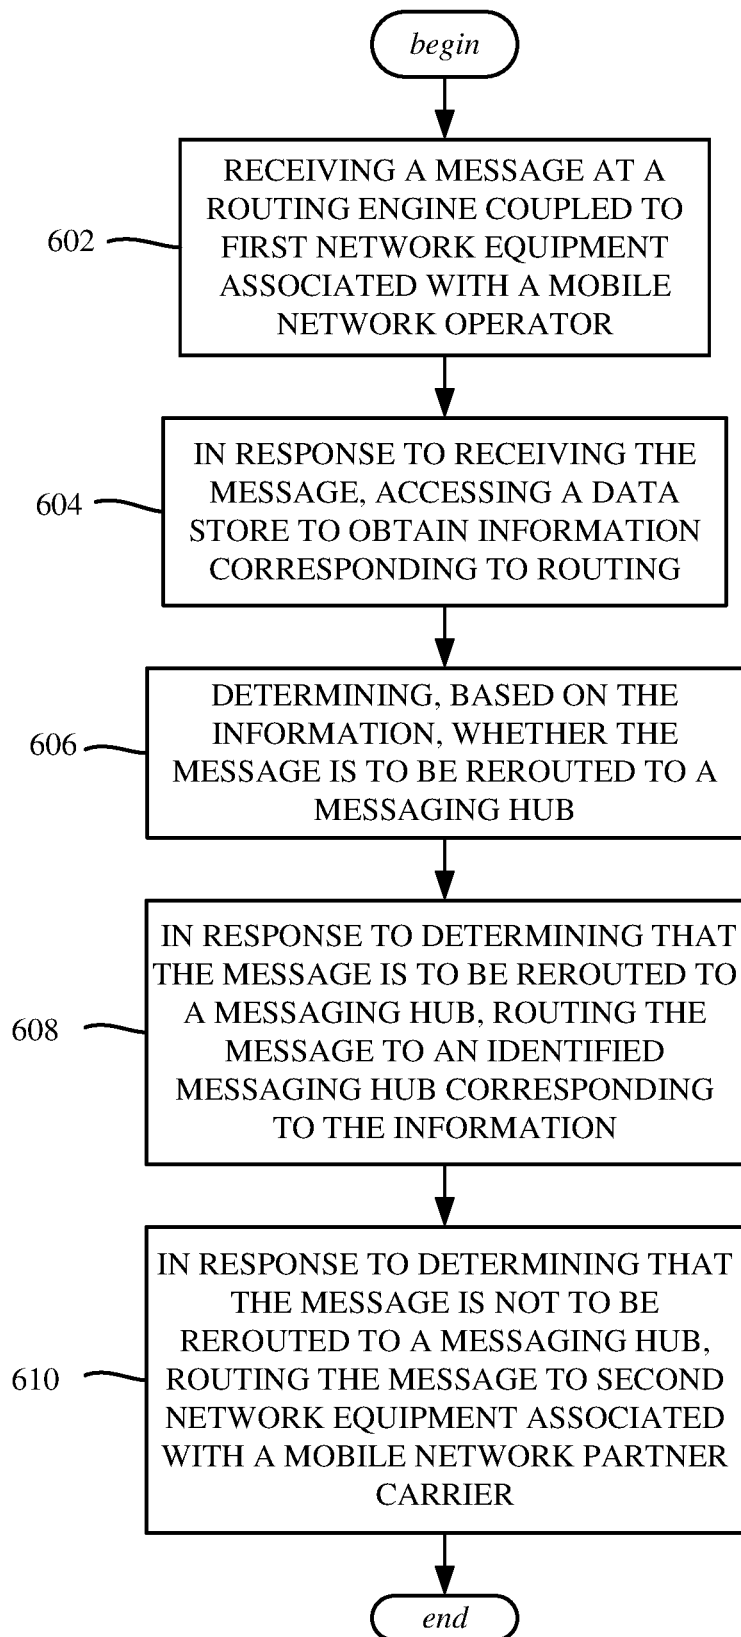 begin
RECEIVING A MESSAGE AT A
ROUTING ENGINE COUPLED TO
FIRST NETWORK EQUIPMENT
ASSOCIATED WITH A MOBILE
NETWORK OPERATOR
602
IN RESPONSE TO RECEIVING THE
MESSAGE, ACCESSING A DATA
STORE TO OBTAIN INFORMATION
CORRESPONDING TO ROUTING
604
DETERMINING, BASED ON THE
INFORMATION, WHETHER THE
MESSAGE IS TO BE REROUTED TO A
MESSAGING HUB
606
IN RESPONSE TO DETERMINING THAT
THE MESSAGE IS TO BE REROUTED TO
A MESSAGING HUB, ROUTING THE
MESSAGE TO AN IDENTIFIED
MESSAGING HUB CORRESPONDING
TO THE INFORMATION
608
IN RESPONSE TO DETERMINING THAT
THE MESSAGE IS NOT TO BE
REROUTED TO A MESSAGING HUB,
ROUTING THE MESSAGE TO SECOND
NETWORK EQUIPMENT ASSOCIATED
WITH A MOBILE NETWORK PARTNER
CARRIER
610
end